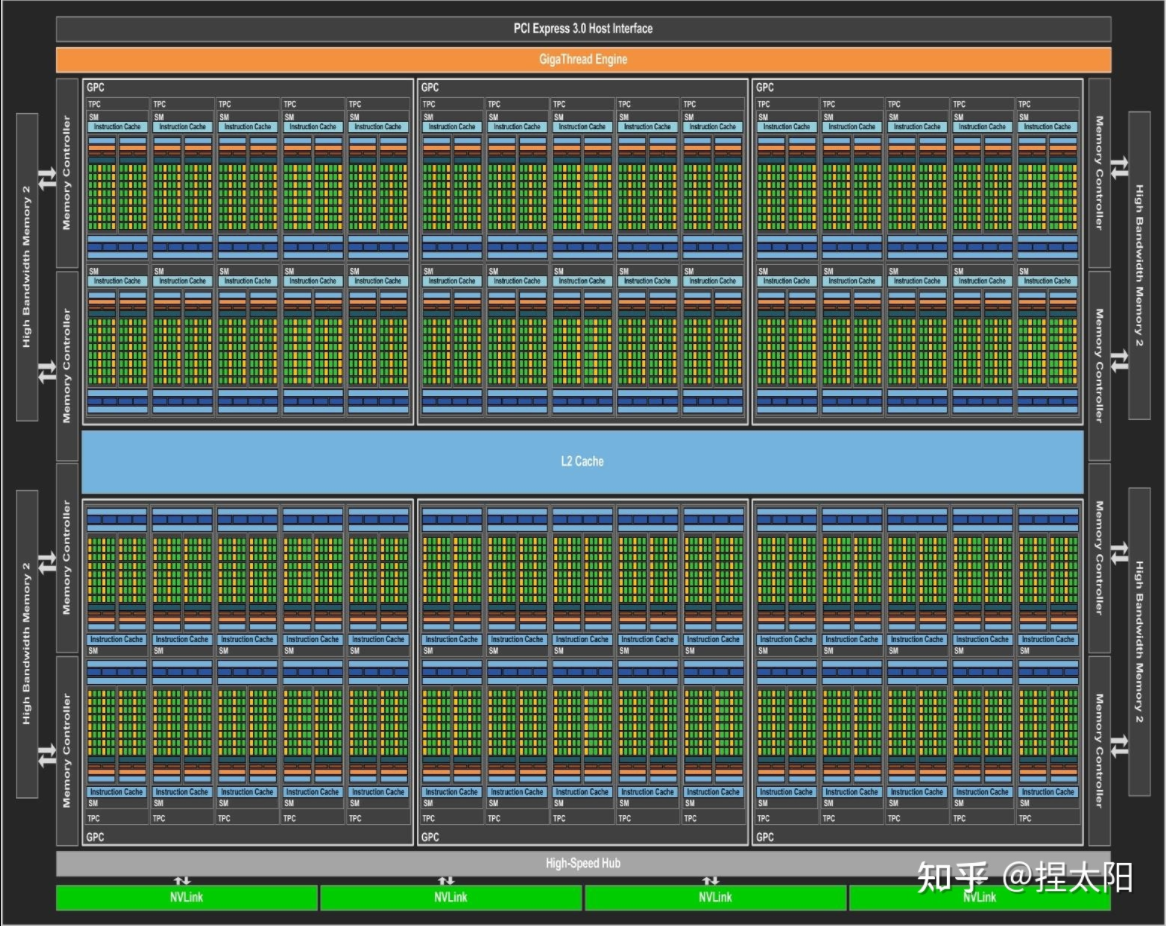 PCI Express 3.0 Host Interface
GigaThread Engine
GPC GPC GPC
TPC TPC TPC TPC TPC TPC TPC TPC TPC TPC TPC TPC TPC TPC TPC
SM SM SM SM SM SM SM SM SM SM SM SM SM SM SM
Instruction Cache Instruction Cache Instruction Cache Instruction Cache Instruction Cache Instruction Cache Instruction Cache Instruction Cache Instruction Cache Instruction Cache Instruction Cache Instruction Cache Instruction Cache Instruction Cache Instruction Cache
SM SM SM SM SM SM SM SM SM SM SM SM SM SM SM
Instruction Cache Instruction Cache Instruction Cache Instruction Cache Instruction Cache Instruction Cache Instruction Cache Instruction Cache Instruction Cache Instruction Cache Instruction Cache Instruction Cache Instruction Cache Instruction Cache Instruction Cache
High Bandwidth Memory 2
Memory Controller
Memory Controller
Memory Controller
Memory Controller
High Bandwidth Memory 2
L2 Cache
High Bandwidth Memory 2
Memory Controller
Memory Controller
Memory Controller
Memory Controller
High Bandwidth Memory 2
Instruction Cache Instruction Cache Instruction Cache Instruction Cache Instruction Cache Instruction Cache Instruction Cache Instruction Cache Instruction Cache Instruction Cache Instruction Cache Instruction Cache Instruction Cache Instruction Cache Instruction Cache
SM SM SM SM SM SM SM SM SM SM SM SM SM SM SM
Instruction Cache Instruction Cache Instruction Cache Instruction Cache Instruction Cache Instruction Cache Instruction Cache Instruction Cache Instruction Cache Instruction Cache Instruction Cache Instruction Cache Instruction Cache Instruction Cache Instruction Cache
SM SM SM SM SM SM SM SM SM SM SM SM SM SM SM
TPC TPC TPC TPC TPC TPC TPC TPC TPC TPC TPC TPC TPC TPC TPC
GPC GPC GPC
High-Speed Hub
NVLink NVLink NVLink NVLink
知乎 @捏太阳